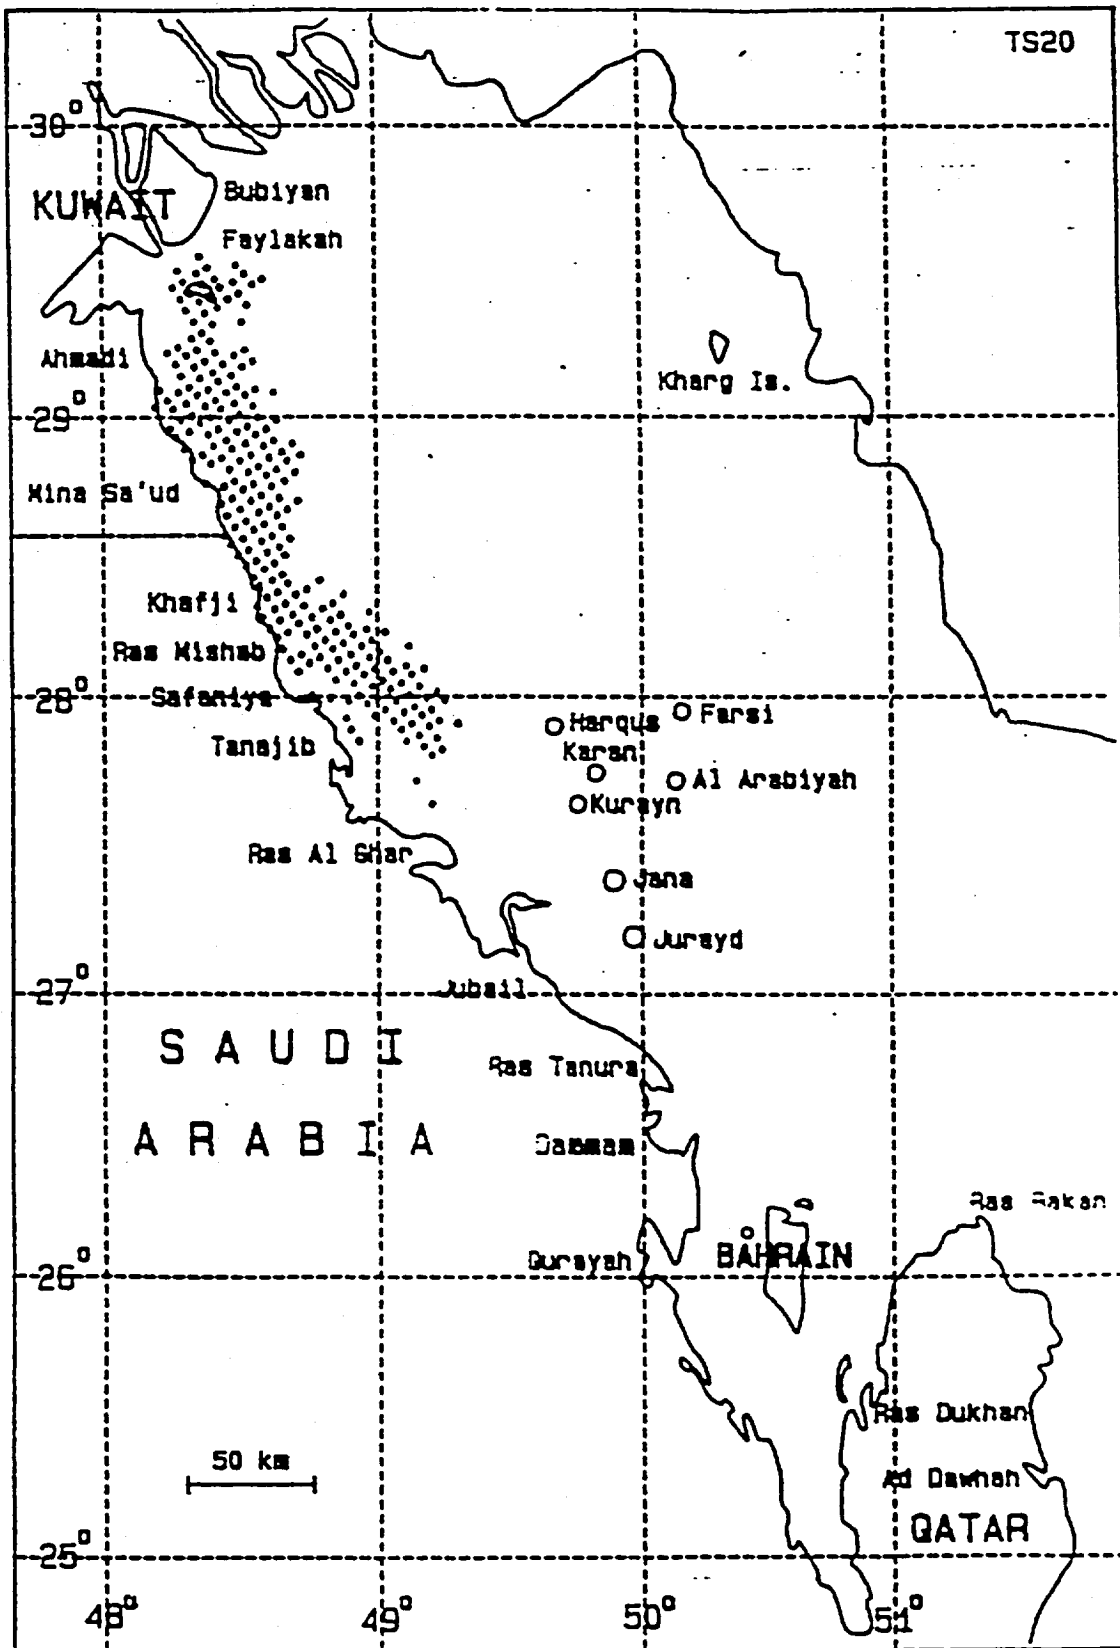 TS20
30°
Bubiyan
KUWAIT
Faylakah
Ahmadi
Kharg Is.
29°
Mina Sa'ud
Khafji
Ras Mishab
28°
Safaniya
Farsi
Harqus
Tanajib
Karan
Al Arabiyah
Kurayn
Ras Al Ghar
Jana
Jurayd
27°
Jubail
SAUDI
Ras Tanura
ARABIA
Dammam
Ras Rakan
26°
Qurayah
BAHRAIN
Ras Dukhan
50 km
Ad Dawhah
QATAR
25°
48° 49° 50° 51°